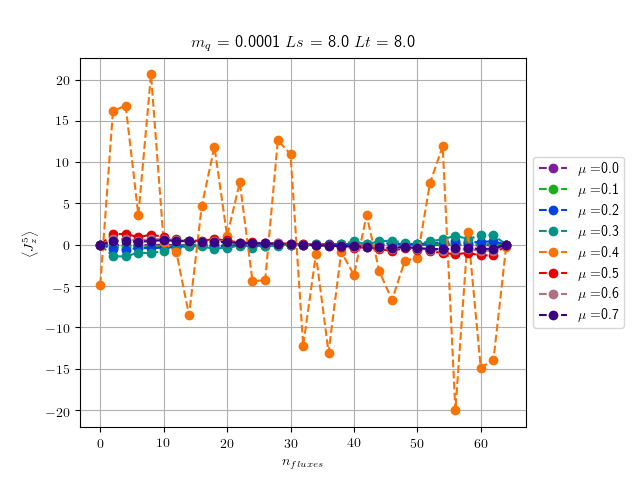 m_q = 0.0001 Ls = 8.0 Lt = 8.0
20
15
10
5
0
−5
−10
−15
−20
⟨J_z^5⟩
0 10 20 30 40 50 60
n_fluxes
μ =0.0
μ =0.1
μ =0.2
μ =0.3
μ =0.4
μ =0.5
μ =0.6
μ =0.7